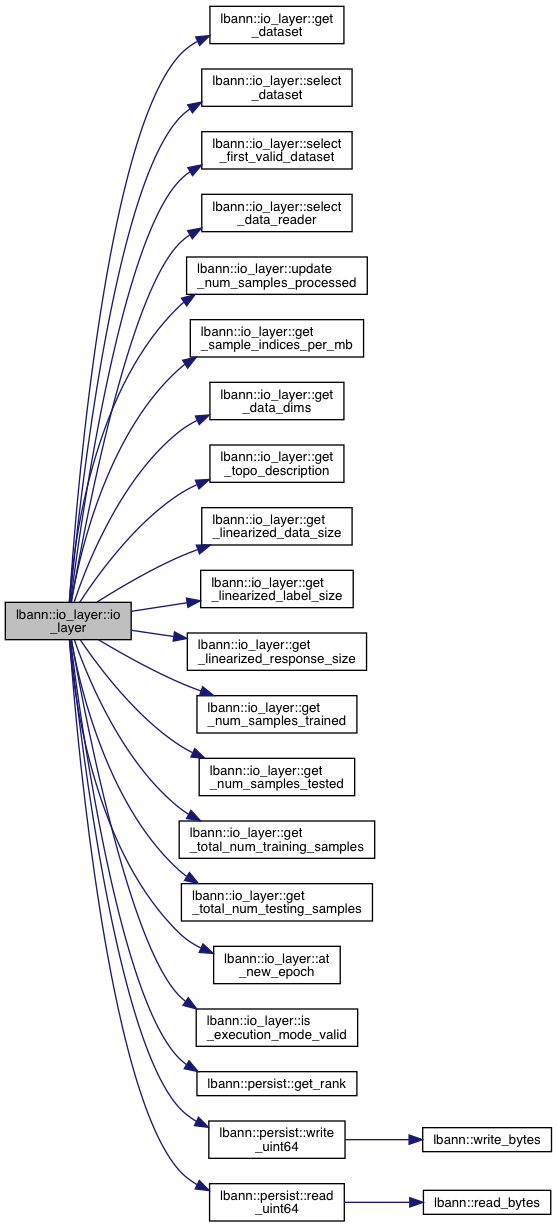 lbann::io_layer::get
_dataset
lbann::io_layer::select
_dataset
lbann::io_layer::select
_first_valid_dataset
lbann::io_layer::select
_data_reader
lbann::io_layer::update
_num_samples_processed
lbann::io_layer::get
_sample_indices_per_mb
lbann::io_layer::get
_data_dims
lbann::io_layer::get
_topo_description
lbann::io_layer::get
_linearized_data_size
lbann::io_layer::get
_linearized_label_size
lbann::io_layer::io
_layer
lbann::io_layer::get
_linearized_response_size
lbann::io_layer::get
_num_samples_trained
lbann::io_layer::get
_num_samples_tested
lbann::io_layer::get
_total_num_training_samples
lbann::io_layer::get
_total_num_testing_samples
lbann::io_layer::at
_new_epoch
lbann::io_layer::is
_execution_mode_valid
lbann::persist::get_rank
lbann::persist::write
_uint64
lbann::write_bytes
lbann::persist::read
_uint64
lbann::read_bytes